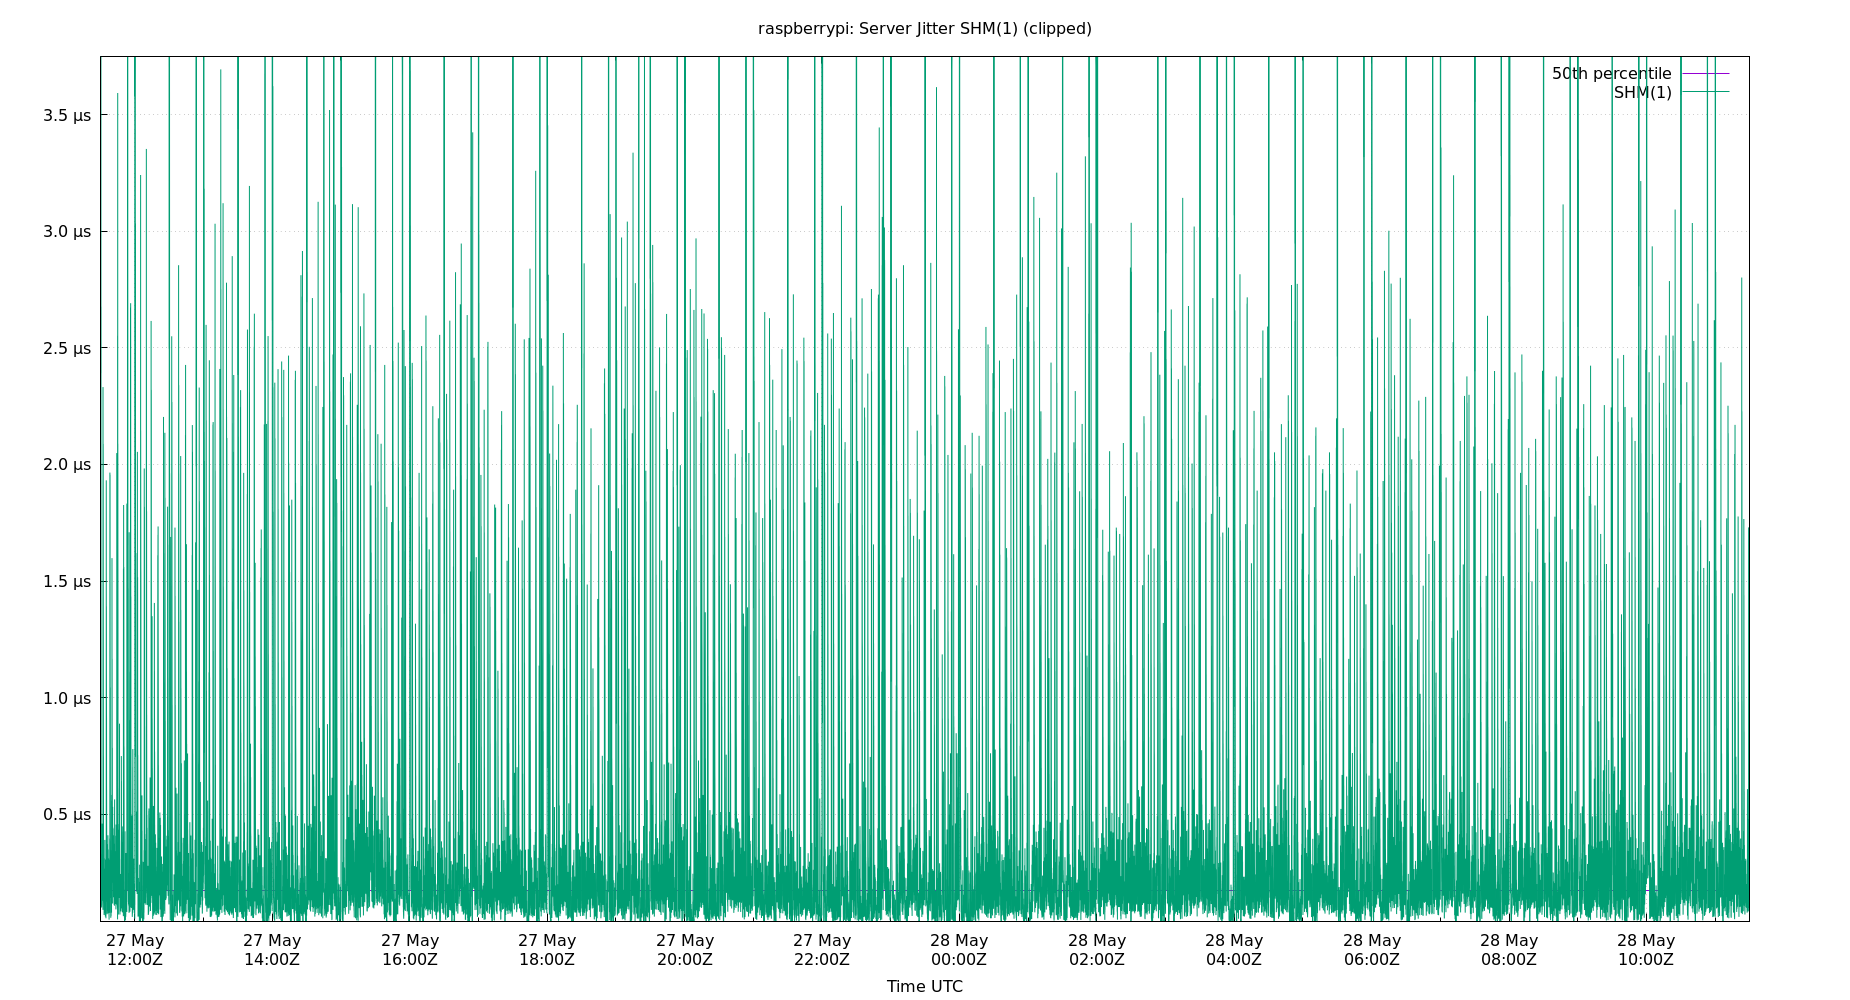 raspberrypi: Server Jitter SHM(1) (clipped)
50th percentile
SHM(1)
3.5 μs
3.0 μs
2.5 μs
2.0 μs
1.5 μs
1.0 μs
0.5 μs
27 May 27 May 27 May 27 May 27 May 27 May 28 May 28 May 28 May 28 May 28 May 28 May
12:00Z 14:00Z 16:00Z 18:00Z 20:00Z 22:00Z 00:00Z 02:00Z 04:00Z 06:00Z 08:00Z 10:00Z
Time UTC